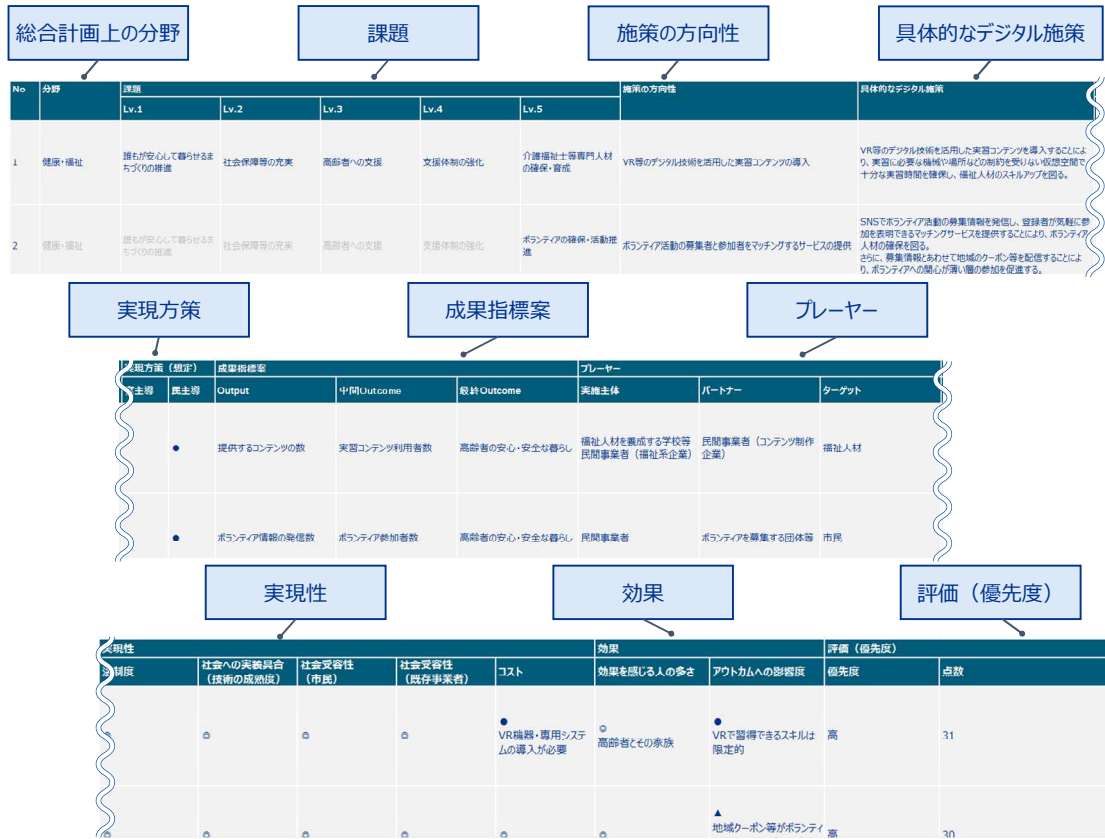 総合計画上の分野
課題
施策の方向性
具体的なデジタル施策
No
分野
課題
施策の方向性
具体的なデジタル施策
Lv.1
Lv.2
Lv.3
Lv.4
Lv.5
1
健康・福祉
誰もが安心して暮らせるま
ちづくりの推進
社会保障等の充実
高齢者への支援
支援体制の強化
介護福祉士等専門人材
の確保・育成
VR等のデジタル技術を活用した実習コンテンツの導入
VR等のデジタル技術を活用した実習コンテンツを導入することによ
り、実習に必要な機械や場所などの制約を受けない仮想空間で
十分な実習時間を確保し、福祉人材のスキルアップを図る。
2
健康・福祉
誰もが安心して暮らせるま
ちづくりの推進
社会保障等の充実
高齢者への支援
支援体制の強化
ボランティアの確保・活動推
進
ボランティア活動の募集者と参加者をマッチングするサービスの提供
SNSでボランティア活動の募集情報を発信し、登録者が気軽に参
加を表明できるマッチングサービスを提供することにより、ボランティア
人材の確保を図る。
さらに、募集情報とあわせて地域のクーポン等を配信することによ
り、ボランティアへの関心が薄い層の参加を促進する。
実現方策
成果指標案
プレーヤー
実現方策（想定）
成果指標案
プレーヤー
主導
民主導
Output
中間Outcome
最終Outcome
実施主体
パートナー
ターゲット
●
提供するコンテンツの数
実習コンテンツ利用者数
高齢者の安心・安全な暮らし
福祉人材を養成する学校等
民間事業者（福祉系企業）
民間事業者（コンテンツ制作
企業）
福祉人材
●
ボランティア情報の発信数
ボランティア参加者数
高齢者の安心・安全な暮らし
民間事業者
ボランティアを募集する団体等
市民
実現性
効果
評価（優先度）
実現性
効果
評価（優先度）
制度
社会への実装具合
（技術の成熟度）
社会受容性
（市民）
社会受容性
（既存事業者）
コスト
効果を感じる人の多さ
アウトカムへの影響度
優先度
点数
◎
◎
◎
◎
●
VR機器・専用システ
ムの導入が必要
◎
高齢者とその家族
●
VRで習得できるスキルは
限定的
高
31
◎
◎
◎
◎
◎
◎
▲
地域クーポン等がボランティ
高
30